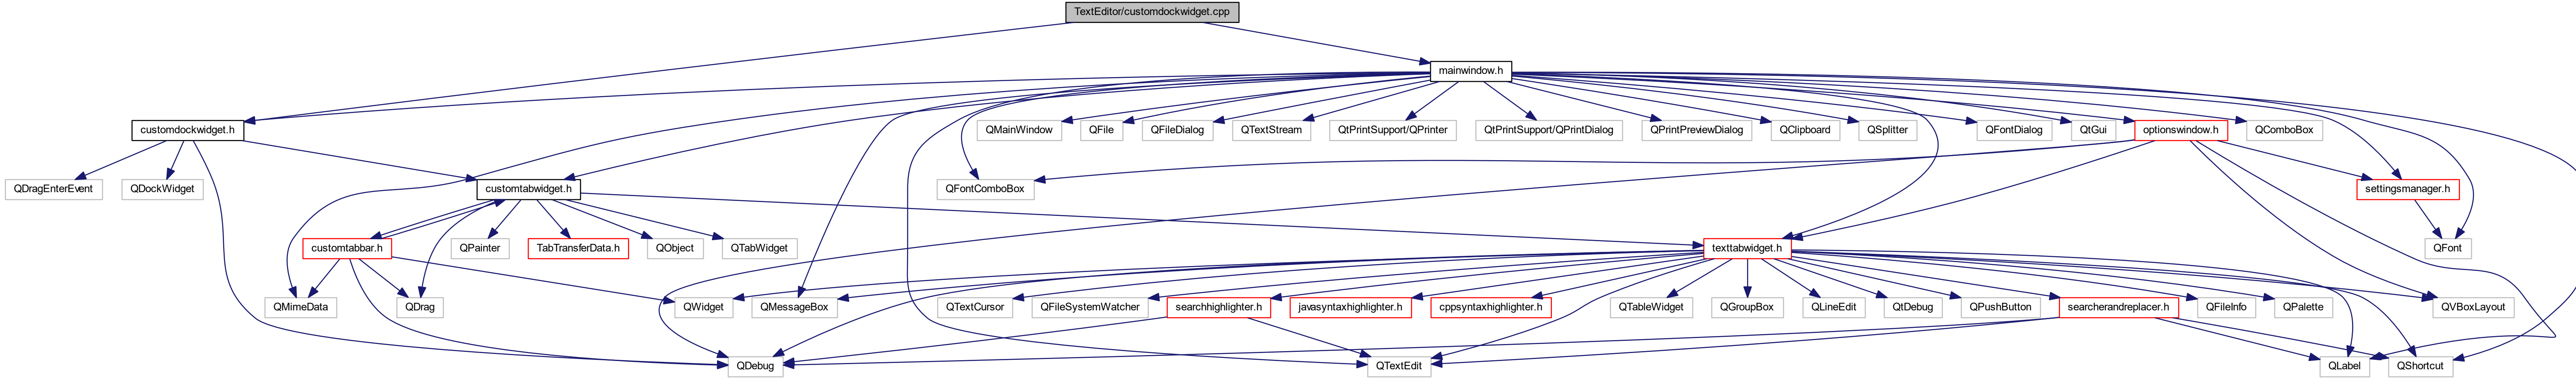 TextEditor/customdockwidget.cpp
mainwindow.h
customdockwidget.h
QMainWindow
QFile
QFileDialog
QTextStream
QtPrintSupport/QPrinter
QtPrintSupport/QPrintDialog
QPrintPreviewDialog
QClipboard
QSplitter
QFontDialog
QtGui
optionswindow.h
QComboBox
QDragEnterEvent
QDockWidget
customtabwidget.h
QFontComboBox
settingsmanager.h
customtabbar.h
QPainter
TabTransferData.h
QObject
QTabWidget
texttabwidget.h
QFont
QMimeData
QDrag
QWidget
QMessageBox
QTextCursor
QFileSystemWatcher
searchhighlighter.h
javasyntaxhighlighter.h
cppsyntaxhighlighter.h
QTableWidget
QGroupBox
QLineEdit
QtDebug
QPushButton
searcherandreplacer.h
QFileInfo
QPalette
QVBoxLayout
QDebug
QTextEdit
QLabel
QShortcut